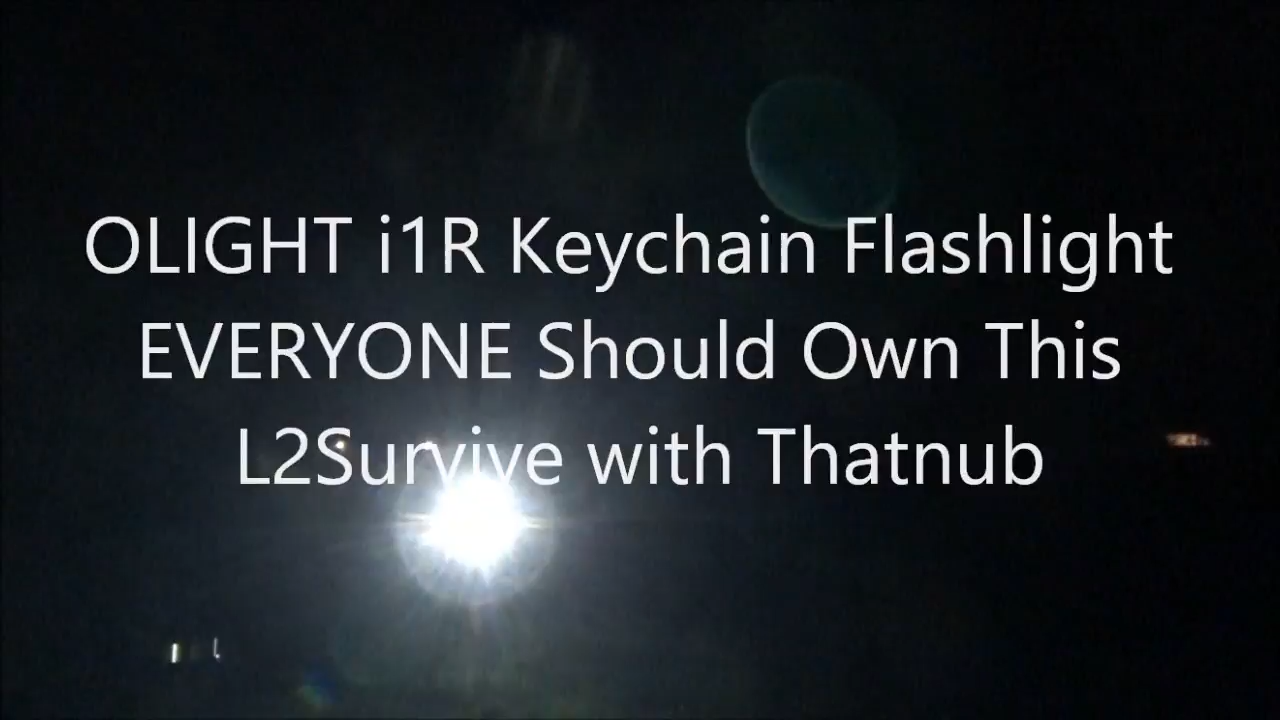 OLIGHT i1R Keychain Flashlight
EVERYONE Should Own This
L2Survive with Thatnub